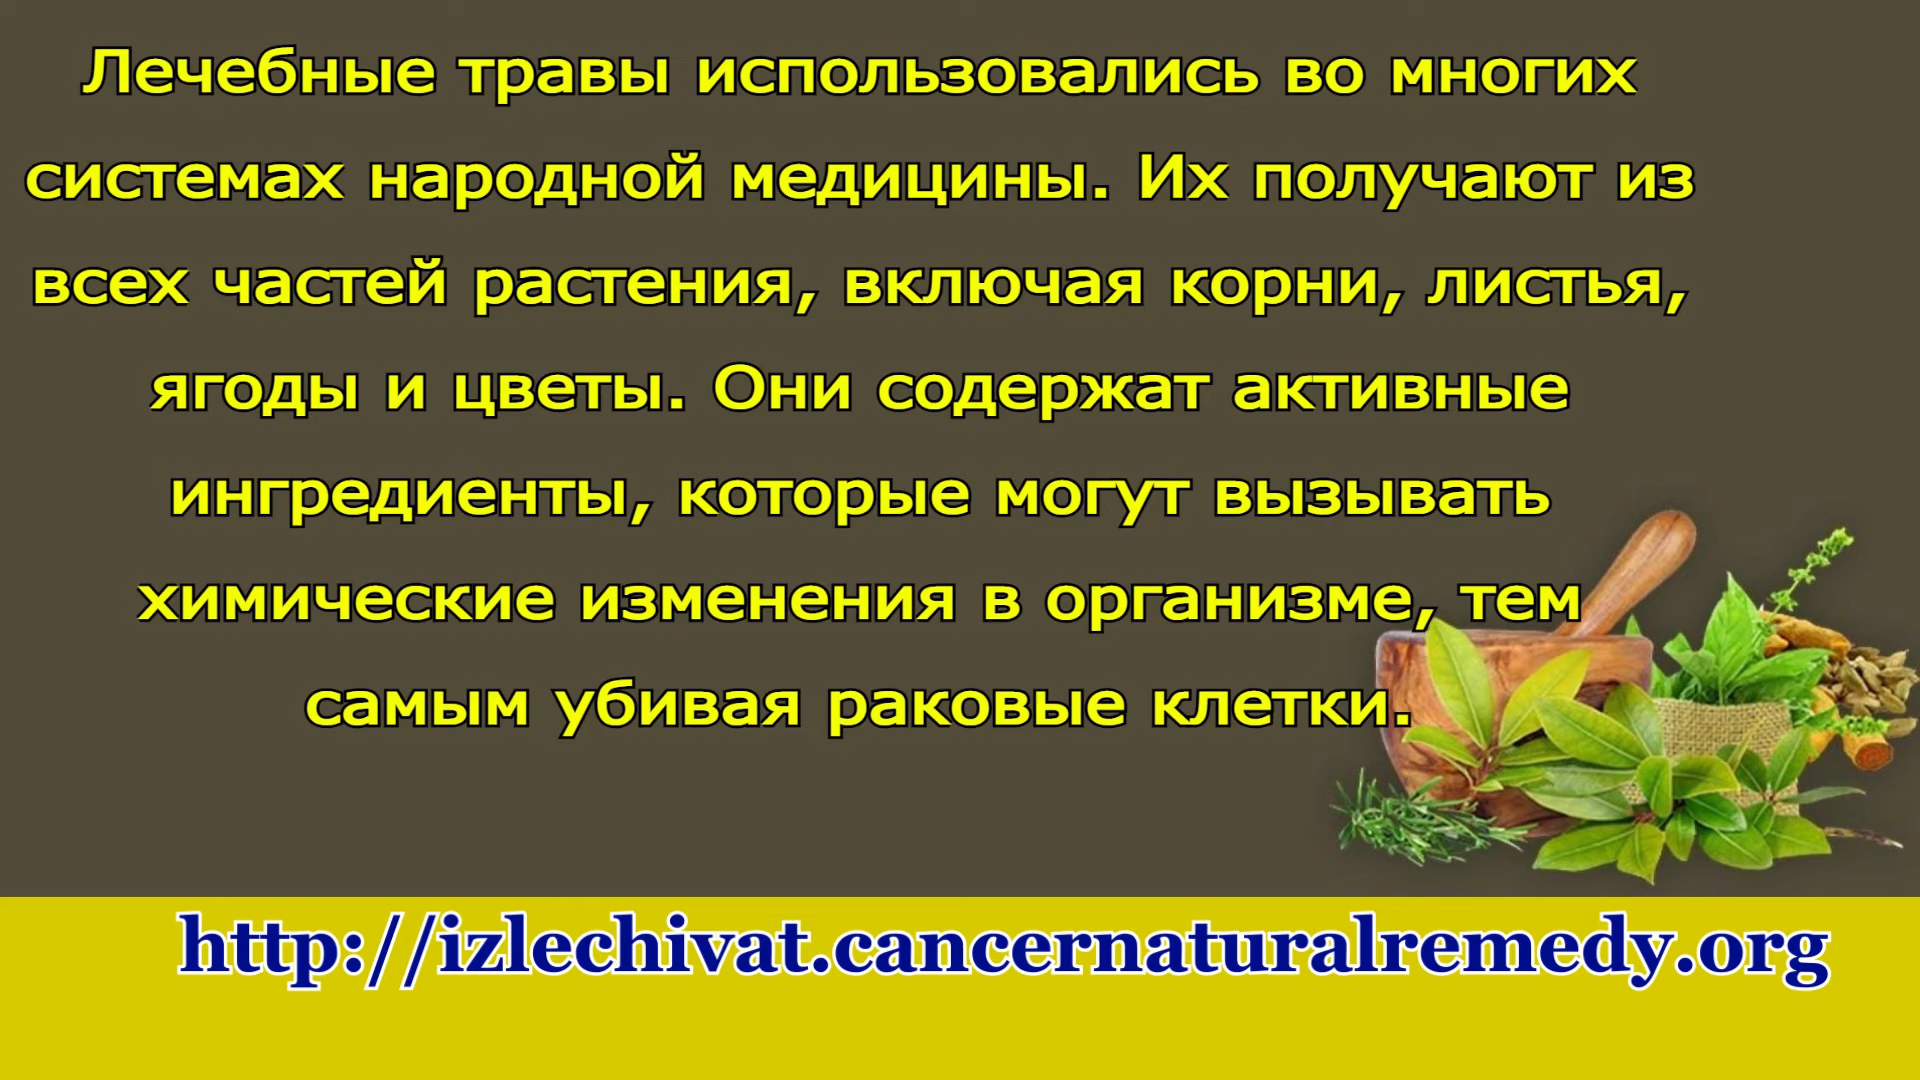 Лечебные травы использовались во многих
системах народной медицины. Их получают из
всех частей растения, включая корни, листья,
ягоды и цветы. Они содержат активные
ингредиенты, которые могут вызывать
химические изменения в организме, тем
самым убивая раковые клетки.
http://izlechivat.cancernaturalremedy.org